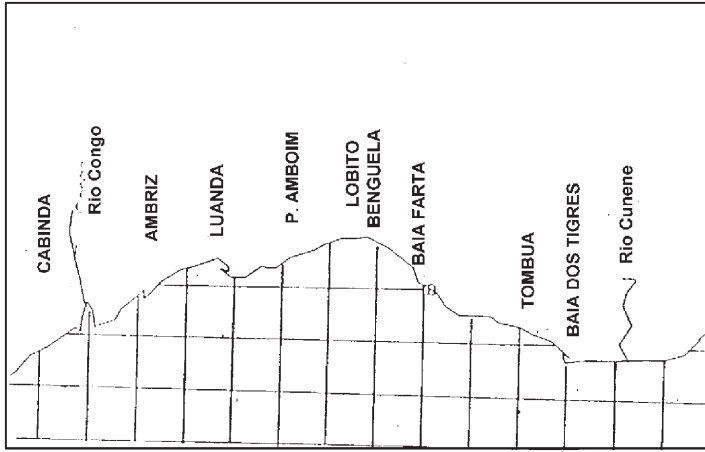 CABINDA
Rio Congo
AMBRIZ
LUANDA
P. AMBOIM
LOBITO
BENGUELA
BAIA FARTA
TOMBUA
BAIA DOS TIGRES
Rio Cunene